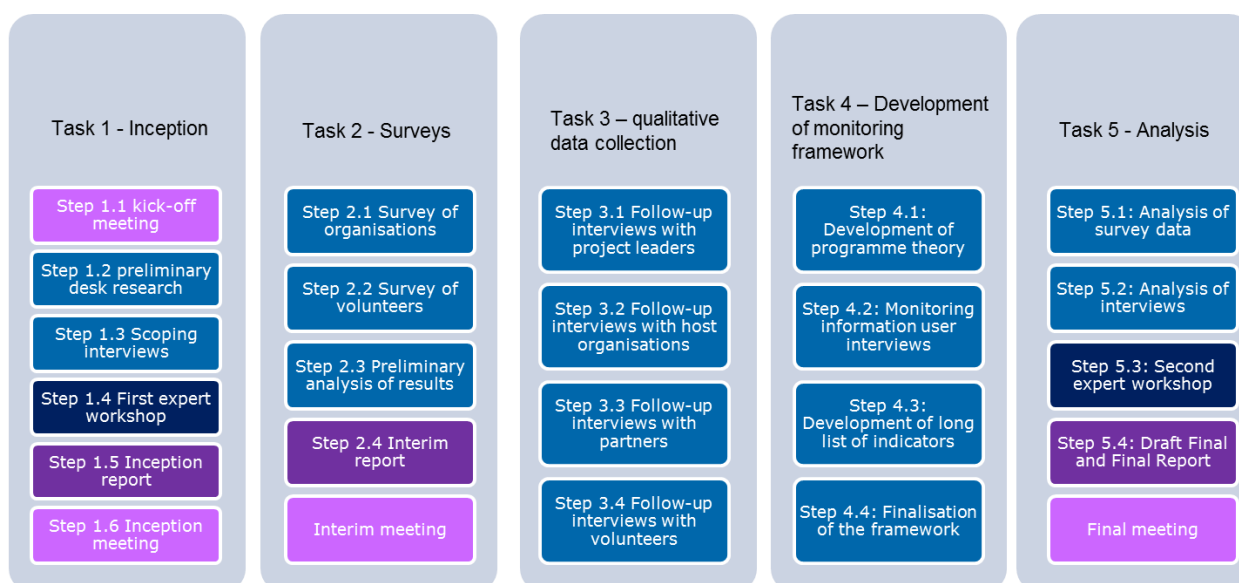 Task 1 - Inception
Step 1.1 kick-off
meeting
Step 1.2 preliminary
desk research
Step 1.3 Scoping
interviews
Step 1.4 First expert
workshop
Step 1.5 Inception
report
Step 1.6 Inception
meeting
Task 2 - Surveys
Step 2.1 Survey of
organisations
Step 2.2 Survey of
volunteers
Step 2.3 Preliminary
analysis of results
Step 2.4 Interim
report
Interim meeting
Task 3 – qualitative
data collection
Step 3.1 Follow-up
interviews with
project leaders
Step 3.2 Follow-up
interviews with host
organisations
Step 3.3 Follow-up
interviews with
partners
Step 3.4 Follow-up
interviews with
volunteers
Task 4 – Development
of monitoring
framework
Step 4.1:
Development of
programme theory
Step 4.2: Monitoring
information user
interviews
Step 4.3:
Development of long
list of indicators
Step 4.4: Finalisation
of the framework
Task 5 - Analysis
Step 5.1: Analysis of
survey data
Step 5.2: Analysis of
interviews
Step 5.3: Second
expert workshop
Step 5.4: Draft Final
and Final Report
Final meeting